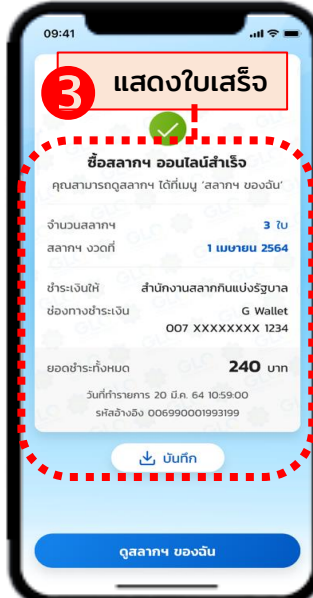 09:41
3 แสดงใบเสร็จ
ซื้อสลากฯ ออนไลน์สำเร็จ
คุณสามารถดูสลากฯ ได้ที่เมนู 'สลากฯ ของฉัน'
จำนวนสลากฯ 3 ใบ
สลากฯ งวดที่ 1 เมษายน 2564
ชำระเงินให้ สำนักงานสลากกินแบ่งรัฐบาล
ช่องทางชำระเงิน G Wallet
007 XXXXXXXX 1234
ยอดชำระทั้งหมด 240 บาท
วันที่ทำรายการ 20 มี.ค. 64 10:59:00
รหัสอ้างอิง 006990001993199
บันทึก
ดูสลากฯ ของฉัน